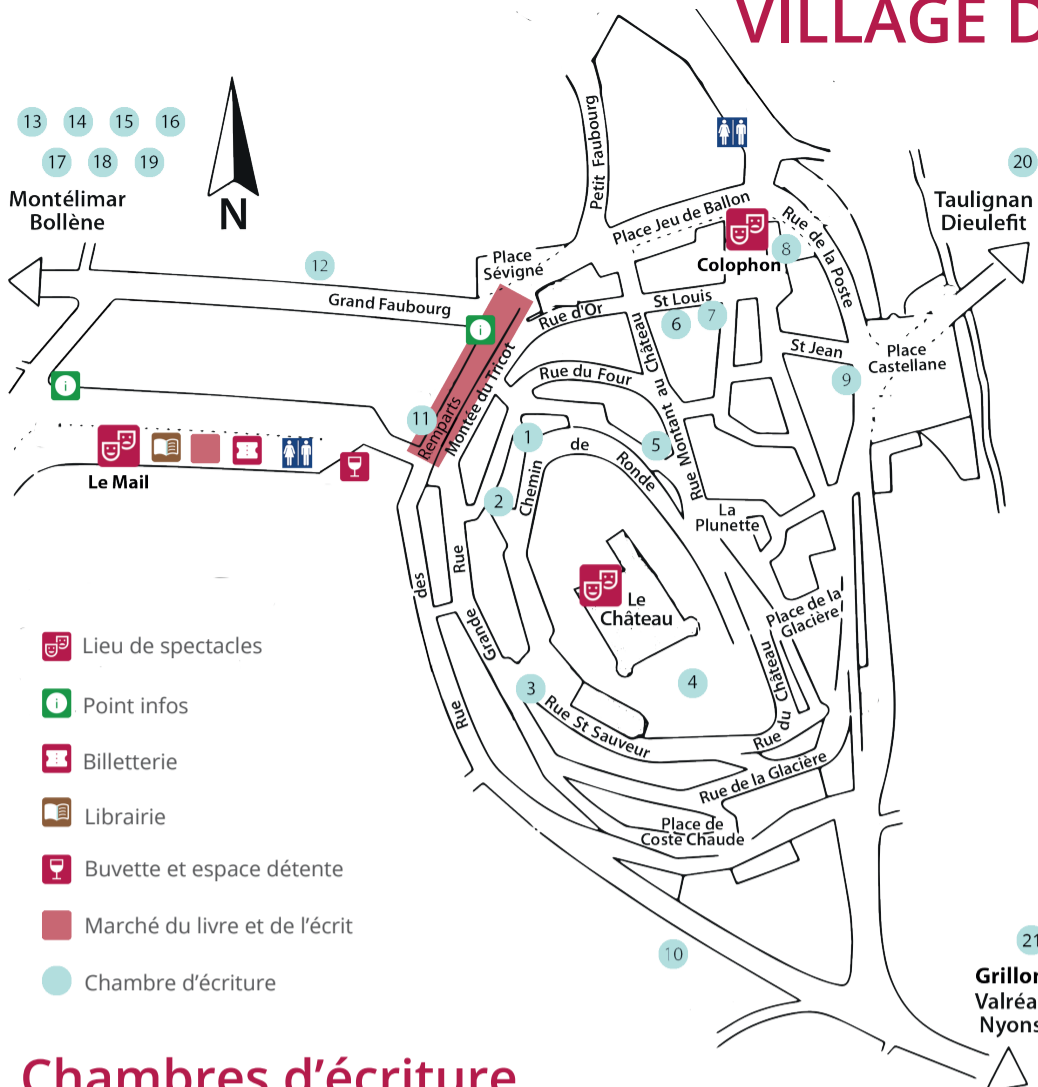 VILLAGE D
13 14 15 16
17 18 19
Montélimar
Bollène
N
20
Taulignan
Dieulefit
Petit Faubourg
Place Jeu de Ballon
Rue de la Poste
Colophon
8
Place
Sévigné
12
Grand Faubourg
Rue d'Or
St Louis
6
7
St Jean
Place
Castellane
9
Rue du Four
Rue Montant au Château
Montée du Tricot
Remparts
11
1
2
Chemin
de
Ronde
5
La
Plunette
Le Mail
des
Rue
Grande
Rue
Le
Château
Place de la
Glacière
Rue du Château
3
4
Rue St Sauveur
Rue de la Glacière
Place de
Coste Chaude
10
21
Grillon
Valréa
Nyons
Lieu de spectacles
Point infos
Billetterie
Librairie
Buvette et espace détente
Marché du livre et de l'écrit
Chambre d'écriture
Chambres d'écriture